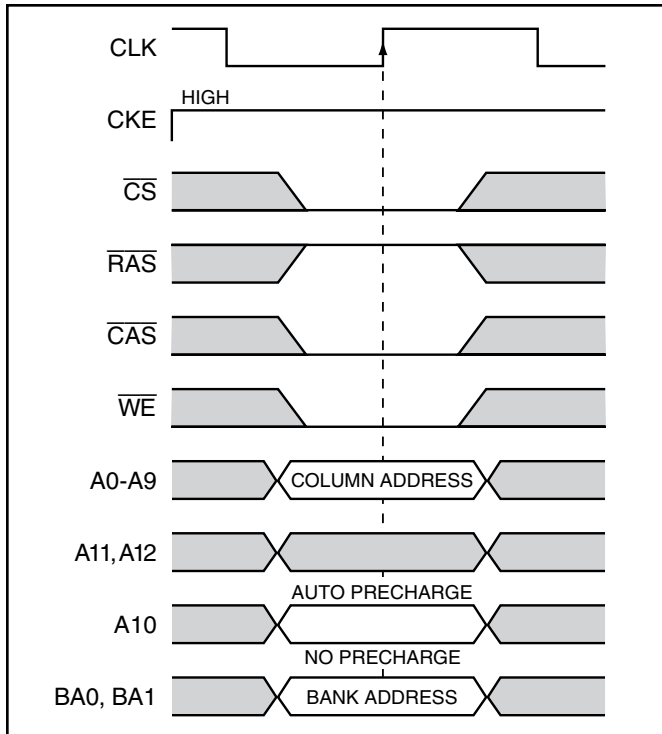 CLK
HIGH
CKE
CS
RAS
CAS
WE
A0-A9 COLUMN ADDRESS
A11, A12
AUTO PRECHARGE
A10
NO PRECHARGE
BA0, BA1 BANK ADDRESS